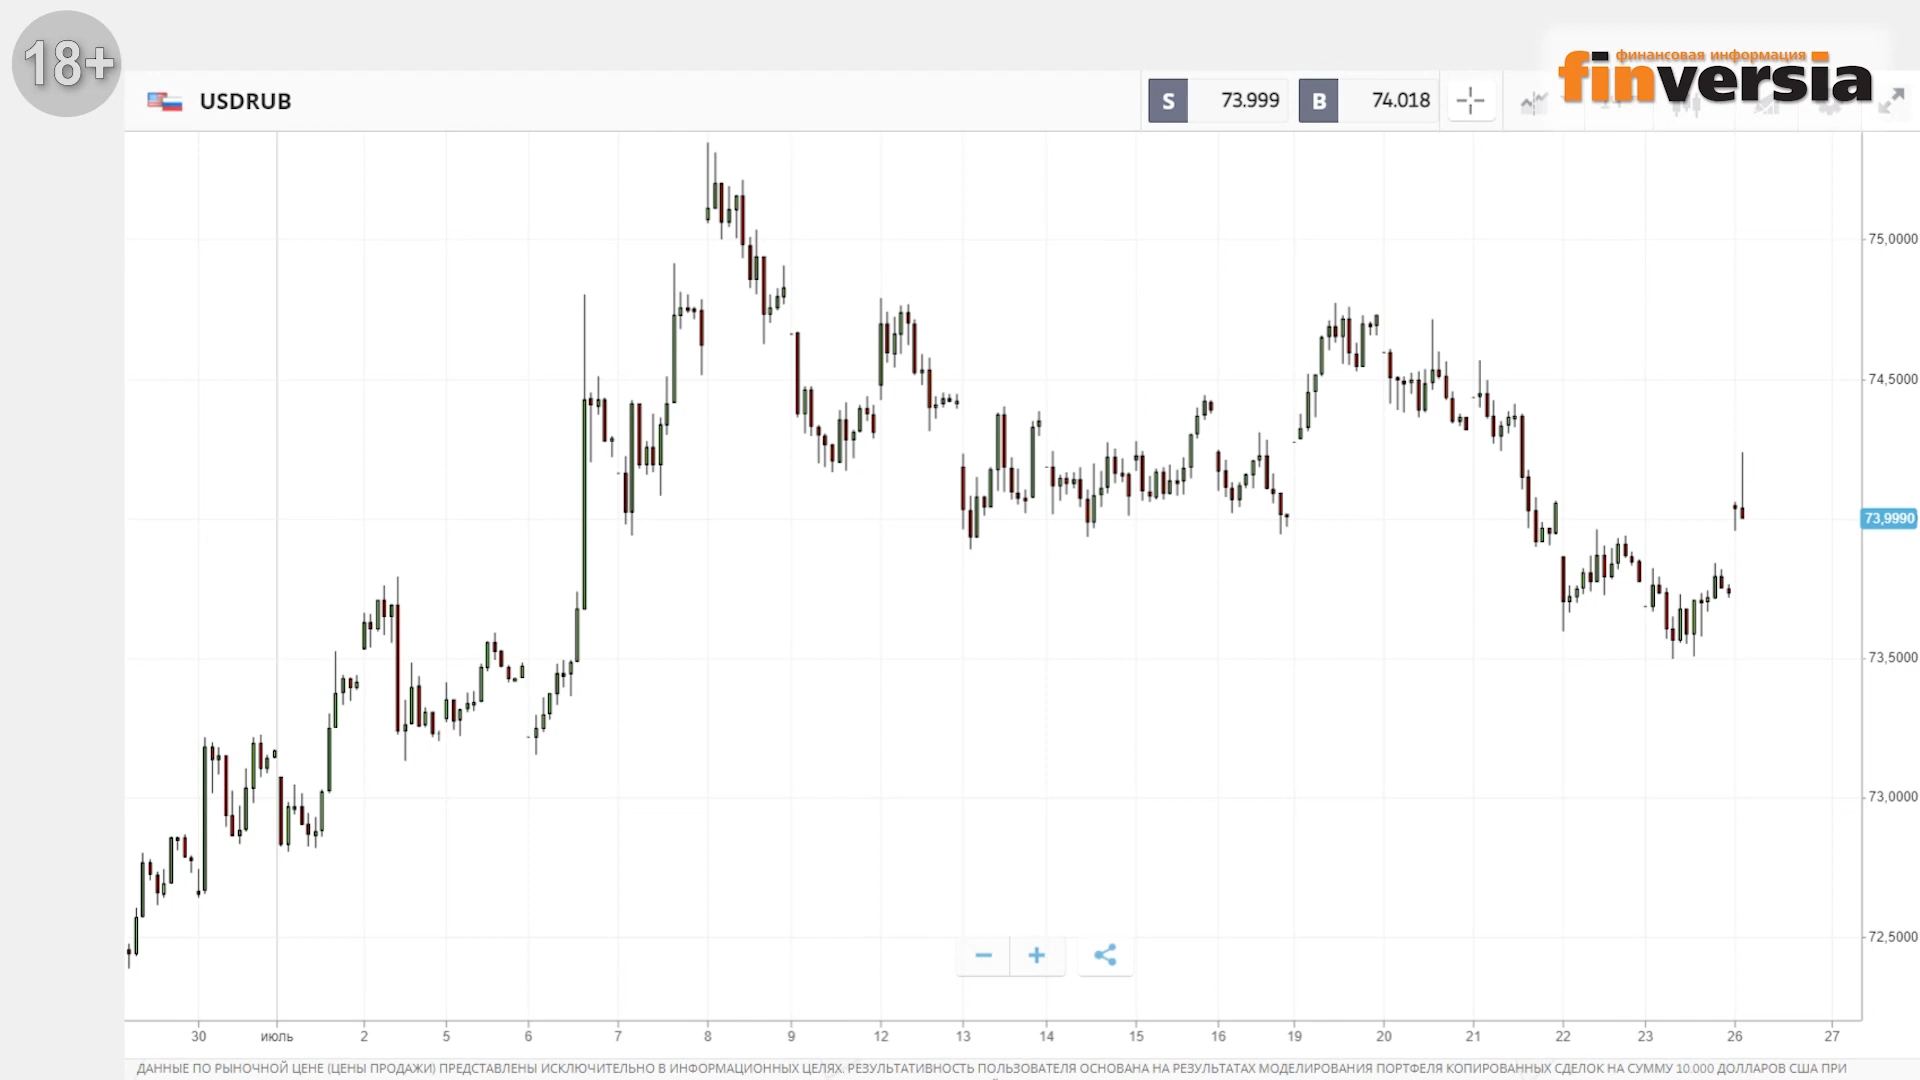 18+
финансовая информация
finversia
USDRUB
S 73.999 B 74.018
75,0000
74,5000
73,9990
73,5000
73,0000
72,5000
30 июль 2 5 6 7 8 9 12 13 14 15 16 19 20 21 22 23 26 27
ДАННЫЕ ПО РЫНОЧНОЙ ЦЕНЕ (ЦЕНЫ ПРОДАЖИ) ПРЕДСТАВЛЕНЫ ИСКЛЮЧИТЕЛЬНО В ИНФОРМАЦИОННЫХ ЦЕЛЯХ. РЕЗУЛЬТАТИВНОСТЬ ПОЛЬЗОВАТЕЛЯ ОСНОВАНА НА РЕЗУЛЬТАТАХ МОДЕЛИРОВАНИЯ ПОРТФЕЛЯ КОПИРОВАННЫХ СДЕЛОК НА СУММУ 10.000 ДОЛЛАРОВ США ПРИ